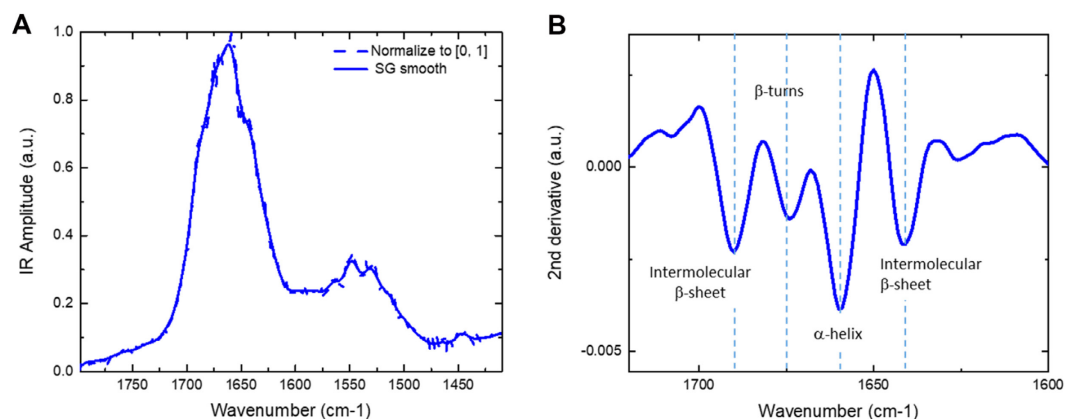 A
IR Amplitude (a.u.)
1.0
0.8
0.6
0.4
0.2
0.0
Normalize to [0, 1]
SG smooth
1750
1700
1650
1600
1550
1500
1450
Wavenumber (cm-1)
B
2nd derivative (a.u.)
0.000
-0.005
β-turns
Intermolecular
β-sheet
Intermolecular
β-sheet
α-helix
1700
1650
1600
Wavenumber (cm-1)